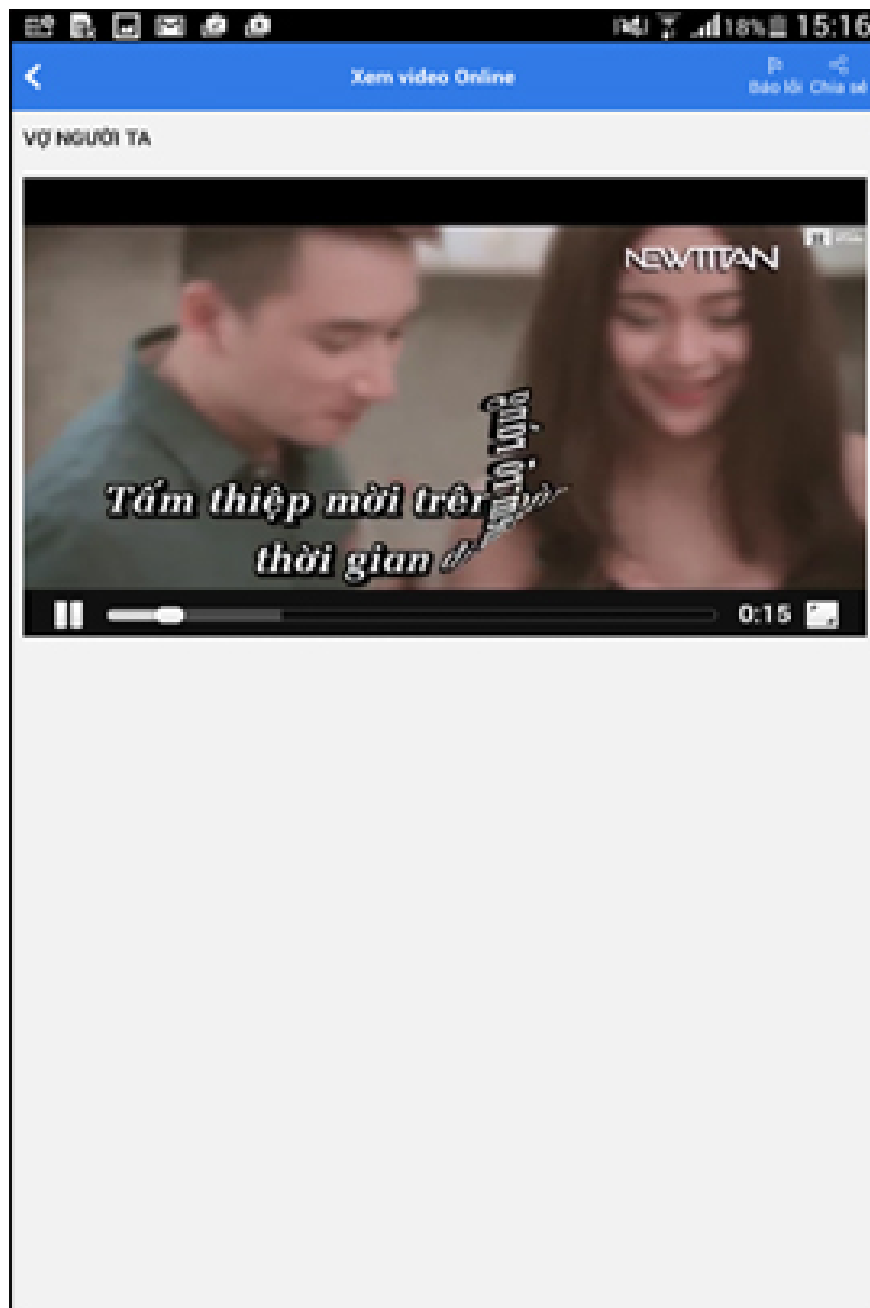 18% 15:16
Xem video Online
Báo lỗi Chia sẻ
VỢ NGƯỜI TA
NEWTITAN
Tấm thiệp mời trên
thời gian
0:15